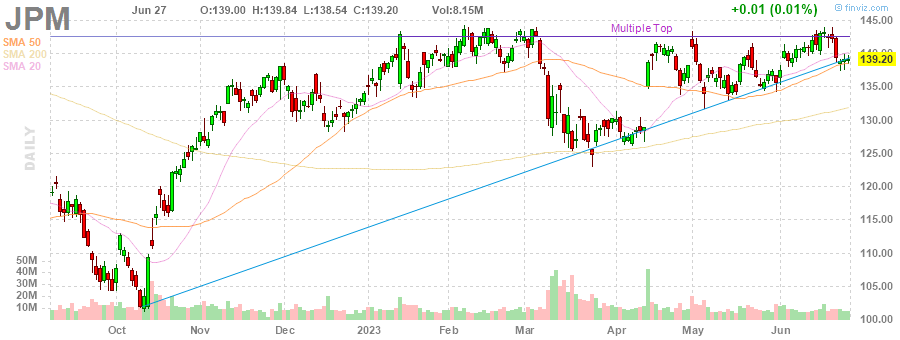 JPM Jun 27 O:139.00 H:139.84 L:138.54 C:139.20 Vol:8.15M +0.01 (0.01%) © finviz.com
SMA 50
SMA 200
SMA 20
DAILY
Multiple Top
145.00
140.00
139.20
135.00
130.00
125.00
120.00
115.00
110.00
105.00
100.00
50M
40M
30M
20M
10M
Oct Nov Dec 2023 Feb Mar Apr May Jun